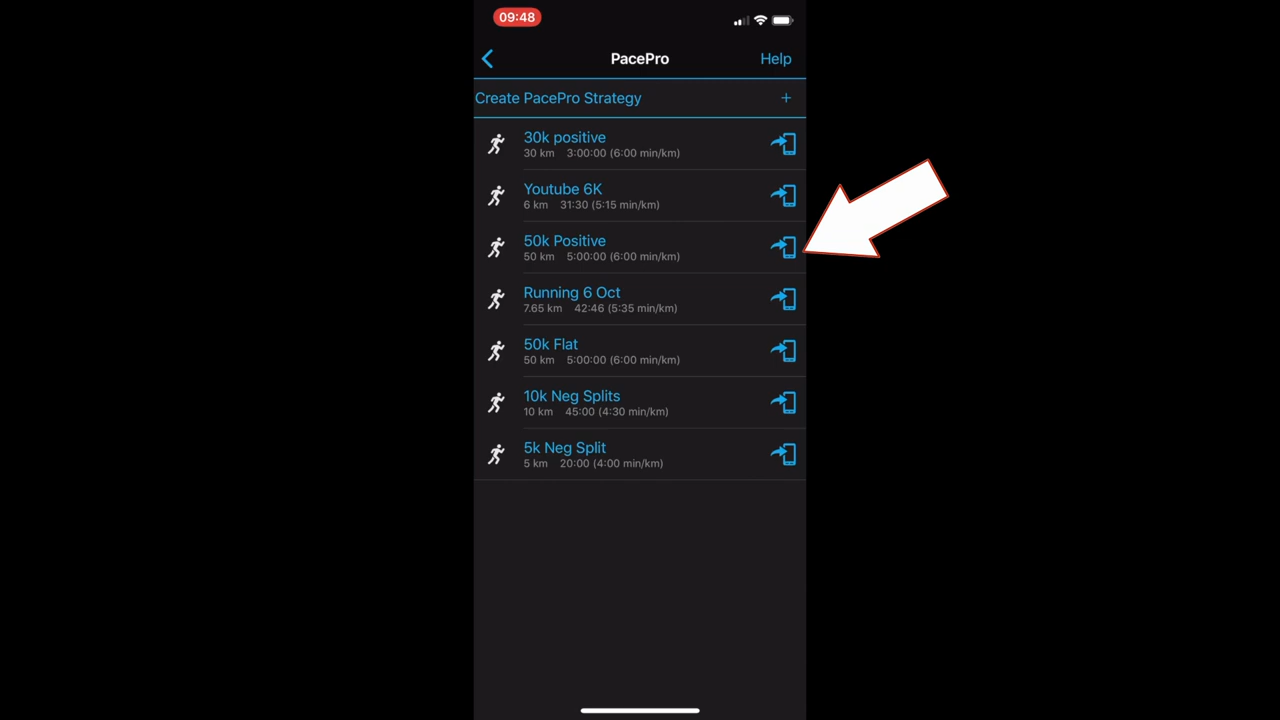 09:48
PacePro
Help
Create PacePro Strategy +
30k positive
30 km 3:00:00 (6:00 min/km)
Youtube 6K
6 km 31:30 (5:15 min/km)
50k Positive
50 km 5:00:00 (6:00 min/km)
Running 6 Oct
7.65 km 42:46 (5:35 min/km)
50k Flat
50 km 5:00:00 (6:00 min/km)
10k Neg Splits
10 km 45:00 (4:30 min/km)
5k Neg Split
5 km 20:00 (4:00 min/km)